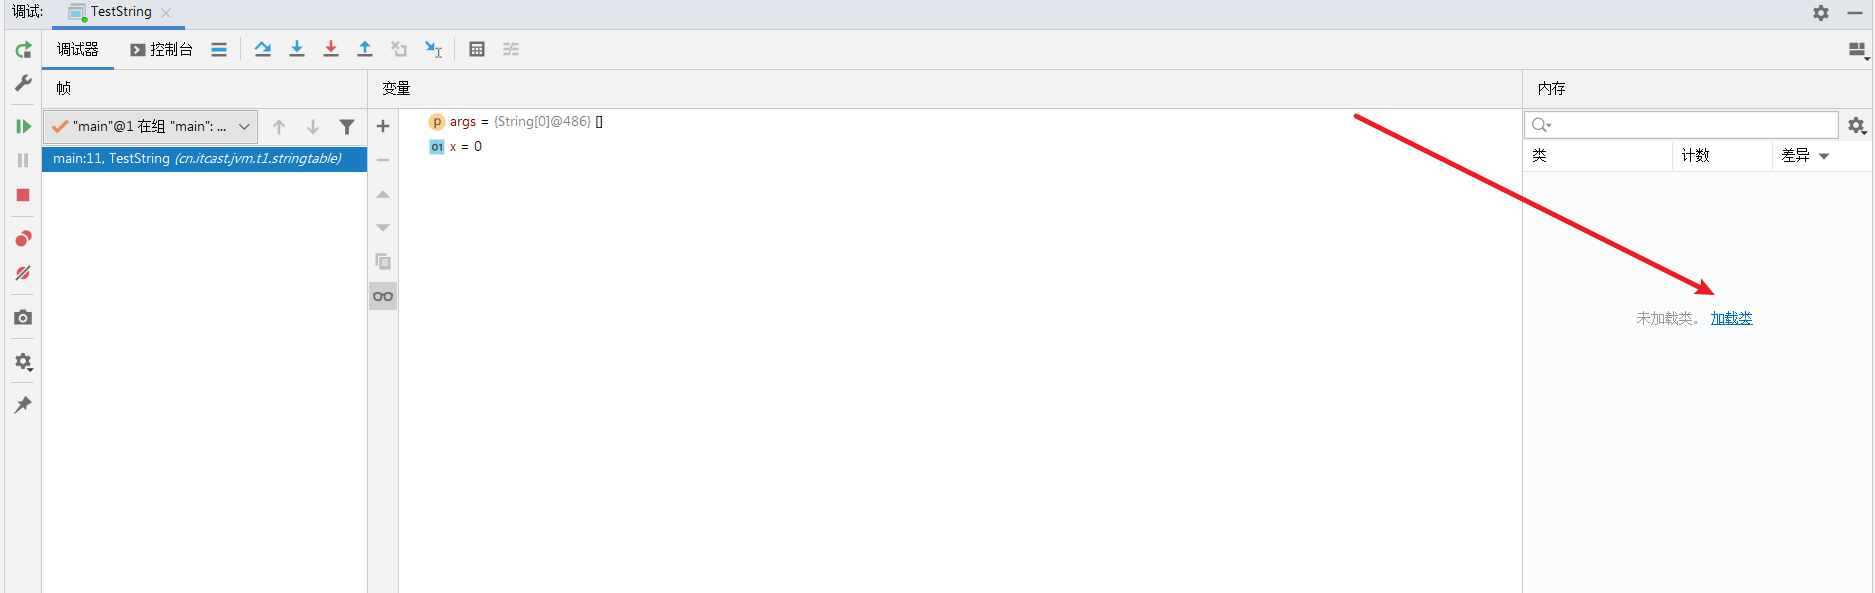 调试: TestString
调试器 控制台
帧 变量 内存
"main"@1 在组 "main": ...
args = {String[0]@486} []
main:11, TestString (cn.itcast.jvm.t1.stringtable)
01 x = 0
类 计数 差异
未加载类。 加载类